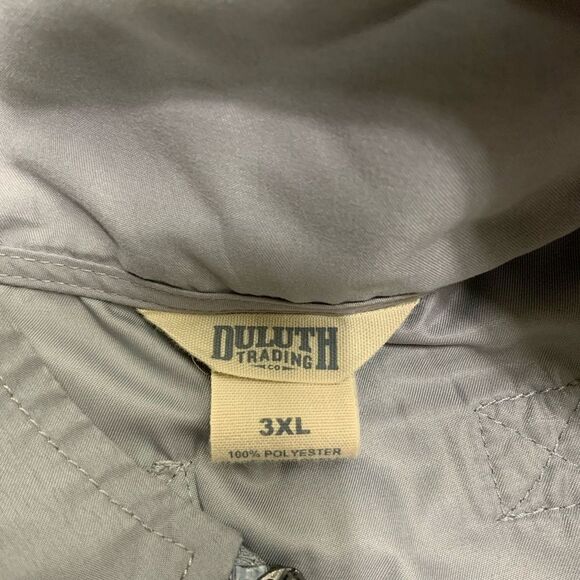 DULUTH
TRADING
CO
3XL
100% POLYESTER